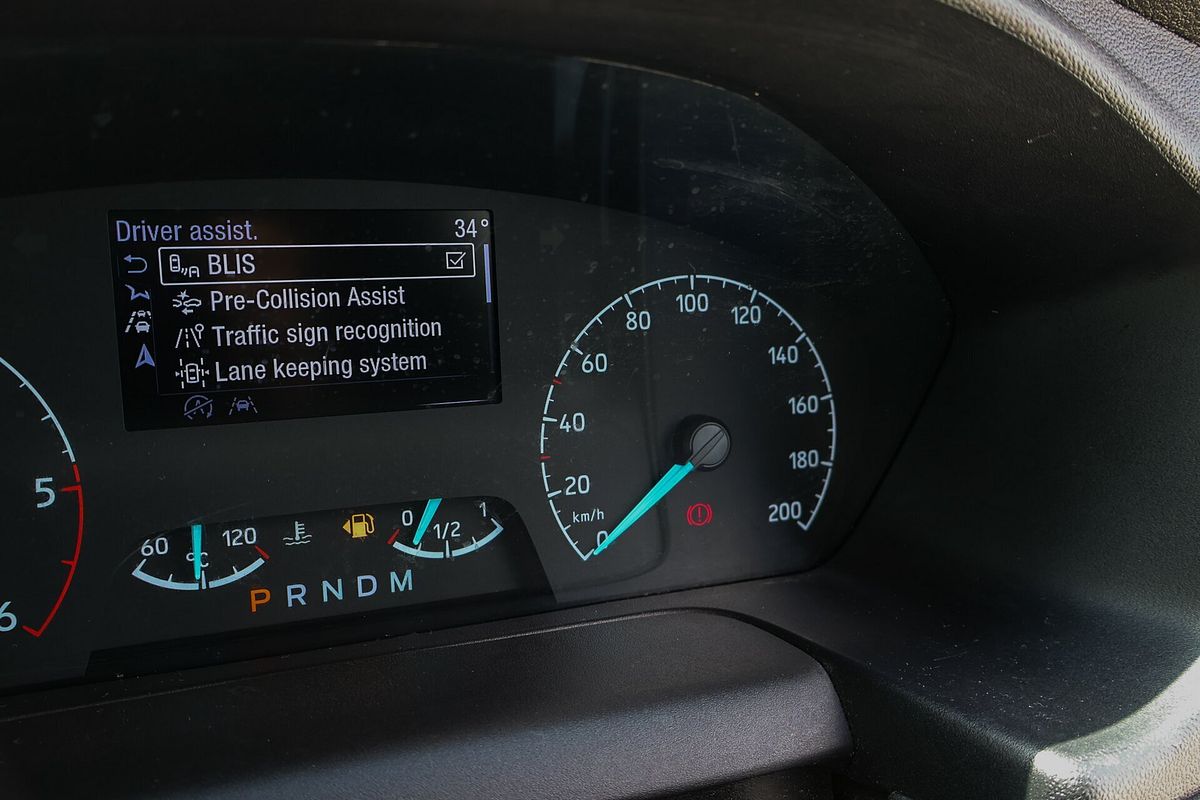 Driver assist. 34°
BLIS
Pre-Collision Assist
Traffic sign recognition
Lane keeping system
5
6
60 °C 120
0 1/2 1
P R N D M
0 20 40 60 80 100 120 140 160 180 200
km/h